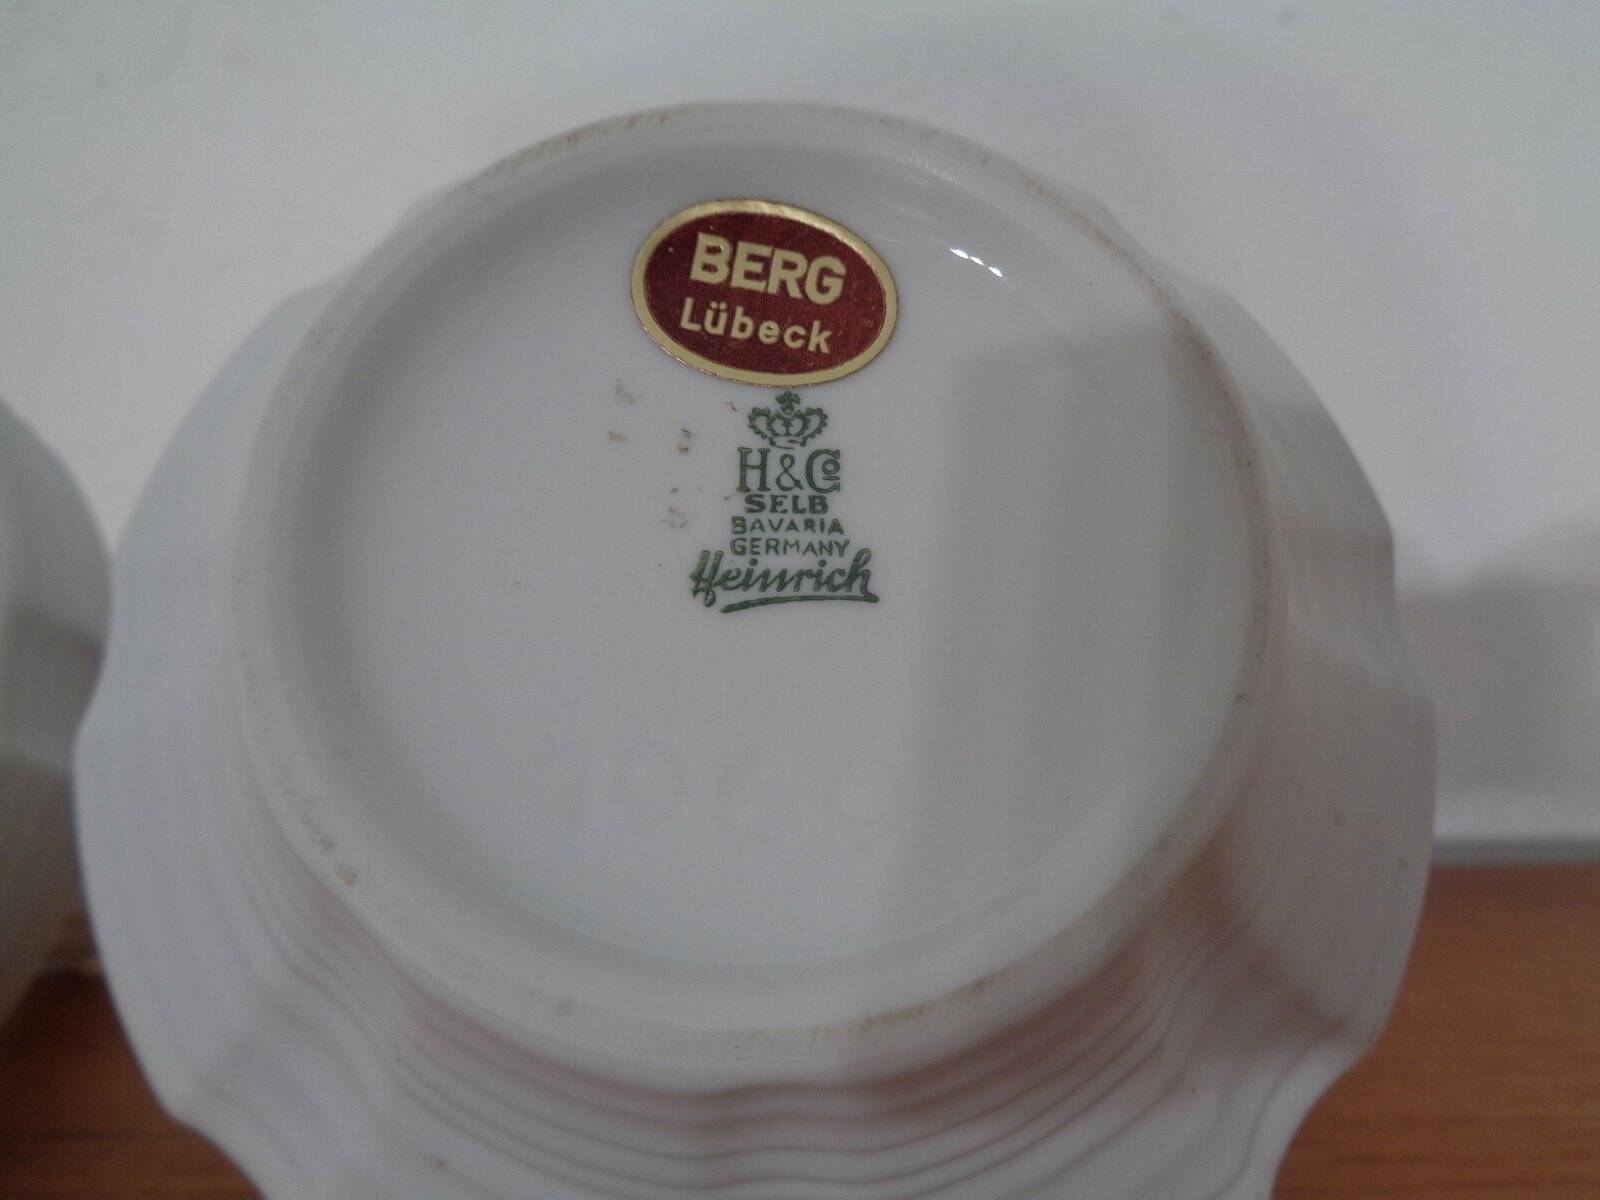 BERG
Lübeck
H&Co
SELB
BAVARIA
GERMANY
Heinrich